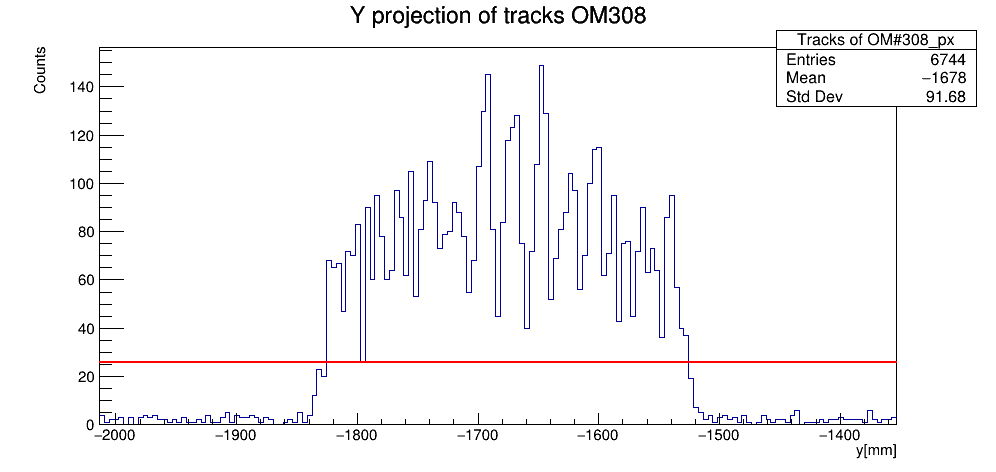 Y projection of tracks OM308
Tracks of OM#308_px
Entries 6744
Mean −1678
Std Dev 91.68
Counts
140
120
100
80
60
40
20
0
−2000 −1900 −1800 −1700 −1600 −1500 −1400
y[mm]